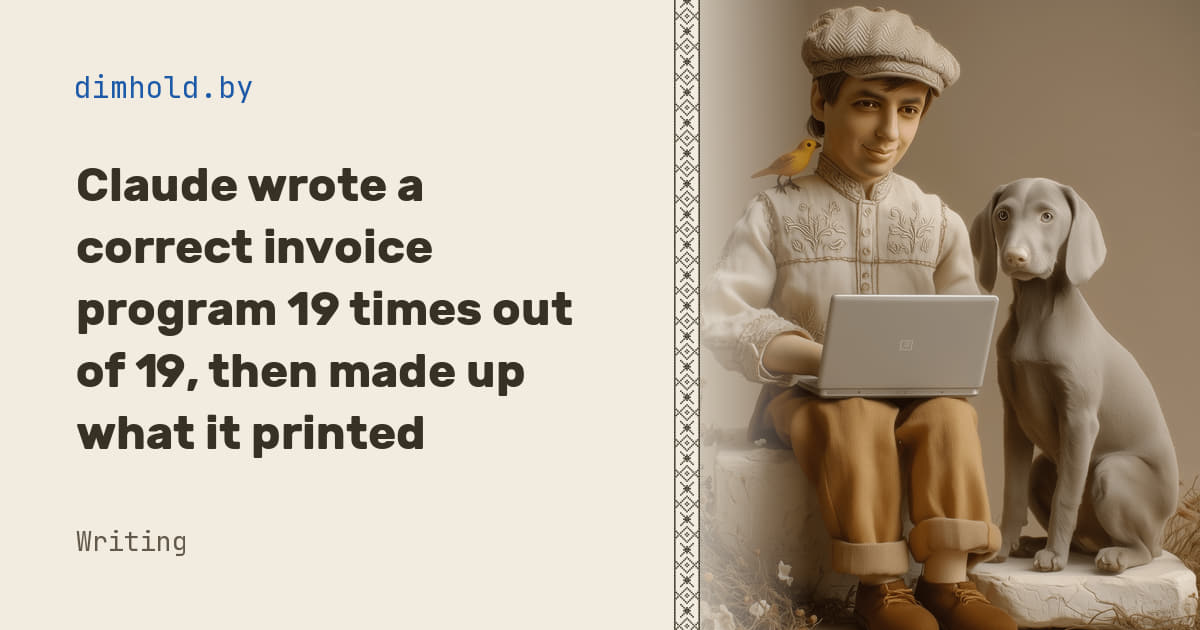 dimhold.by
Claude wrote a
correct invoice
program 19 times out
of 19, then made up
what it printed
Writing